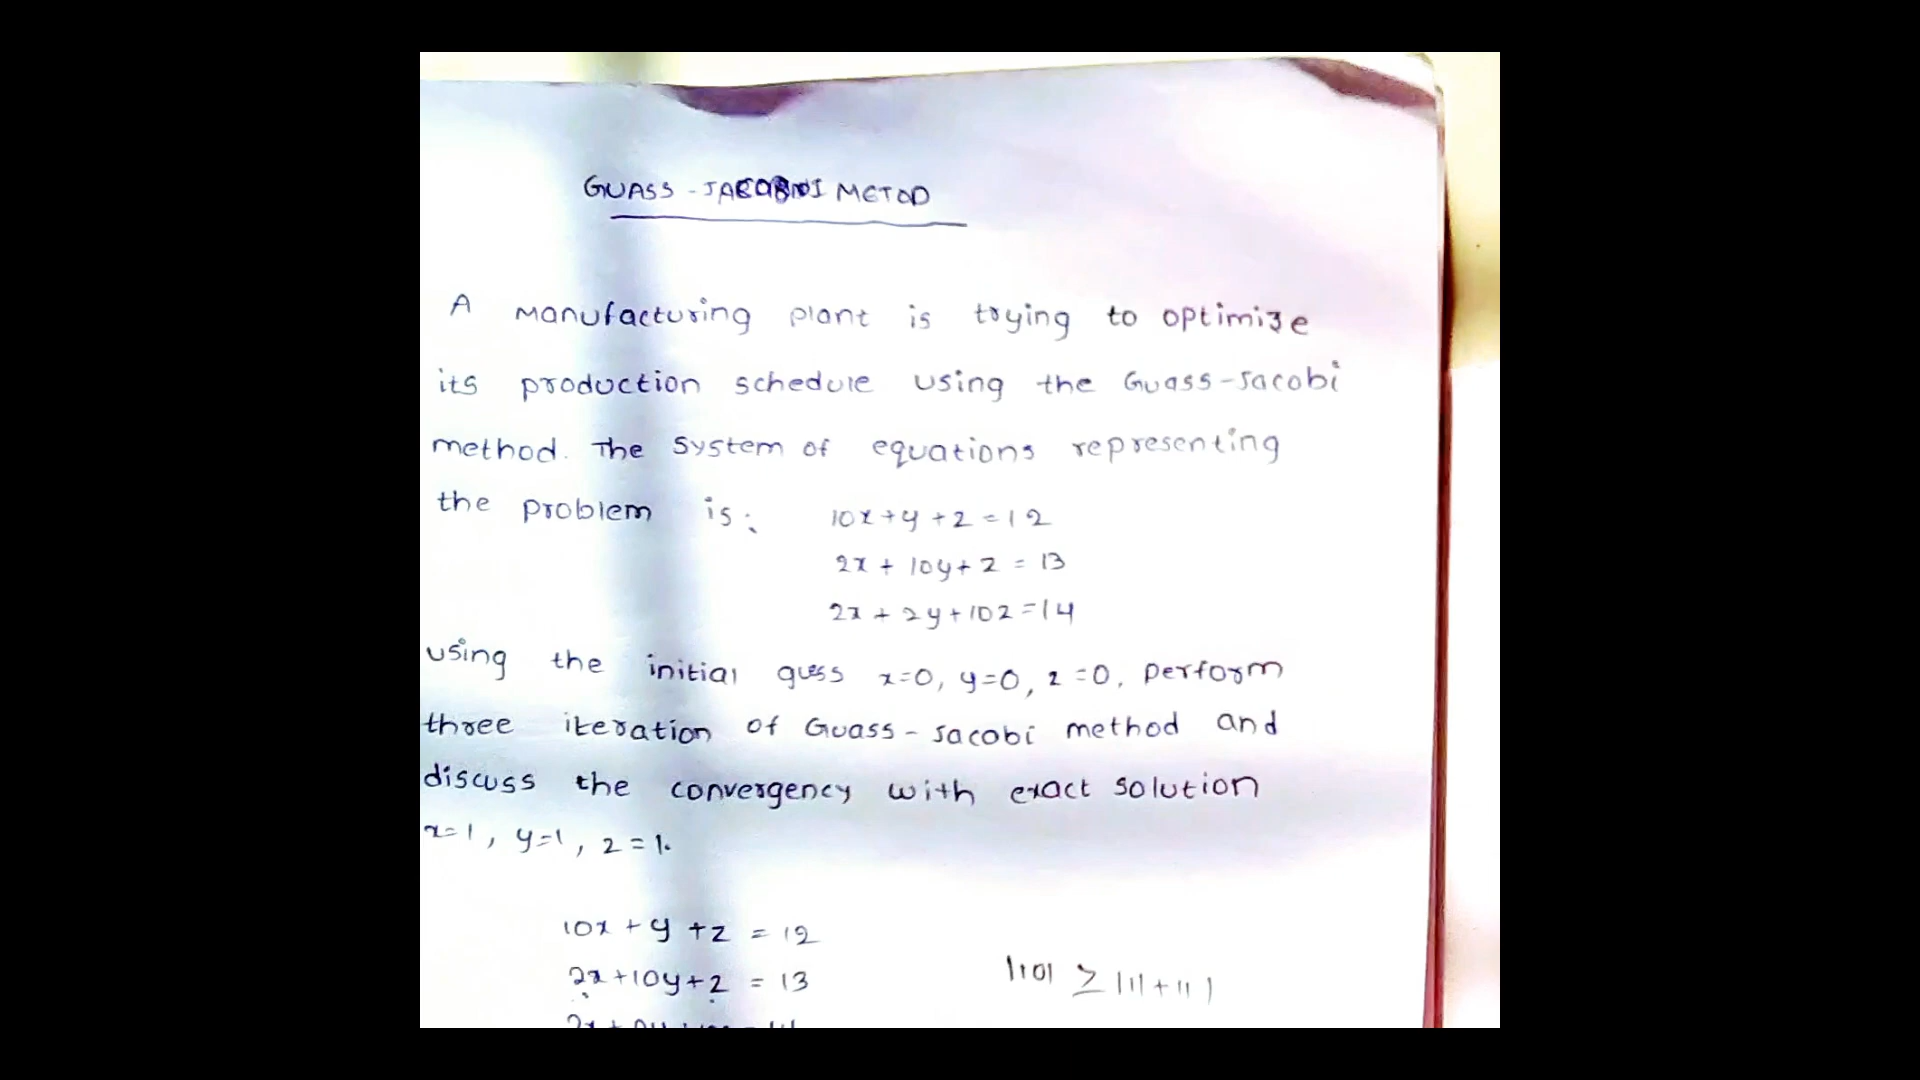 GUASS - JACOBI METOD
A manufacturing plant is trying to optimize
its production schedule using the Guass-Jacobi
method. The system of equations representing
the problem is: 10x+y+z=12
2x + 10y+z = 13
2x + 2y+10z=14
using the initial guss x=0, y=0, z=0, perform
three iteration of Guass - Jacobi method and
discuss the convergency with exact solution
x=1, y=1, z=1.
10x + y +z = 12
2x+10y+z = 13
|10| ≥ |1|+|1|